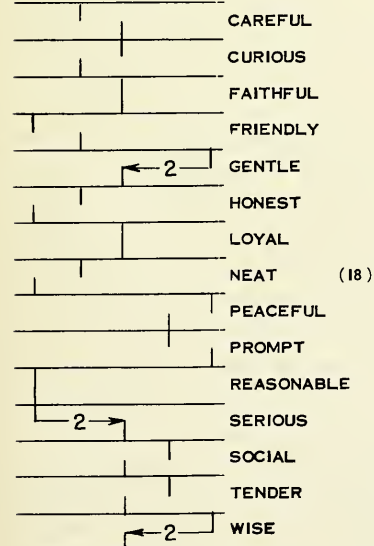 CAREFUL
CURIOUS
FAITHFUL
FRIENDLY
2 GENTLE
HONEST
LOYAL
NEAT (18)
PEACEFUL
PROMPT
REASONABLE
2 SERIOUS
SOCIAL
TENDER
2 WISE